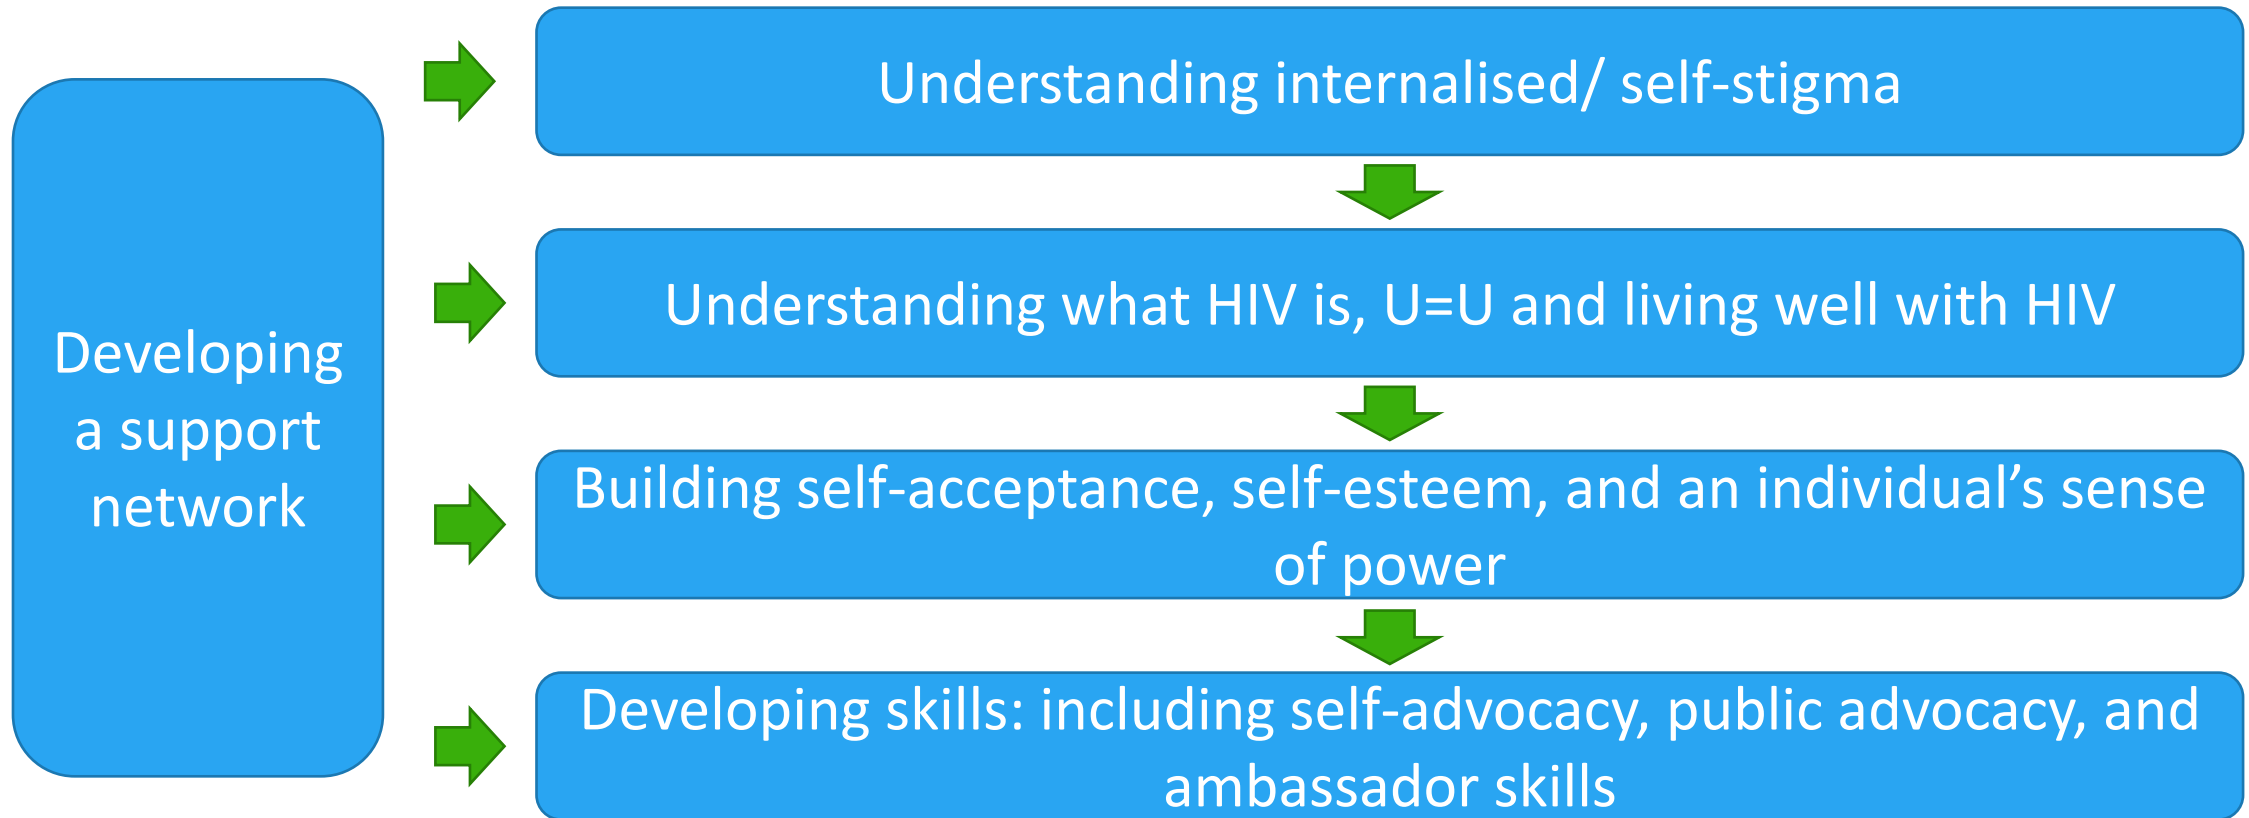 Developing
a support
network
Understanding internalised/ self-stigma
Understanding what HIV is, U=U and living well with HIV
Building self-acceptance, self-esteem, and an individual’s sense
of power
Developing skills: including self-advocacy, public advocacy, and
ambassador skills